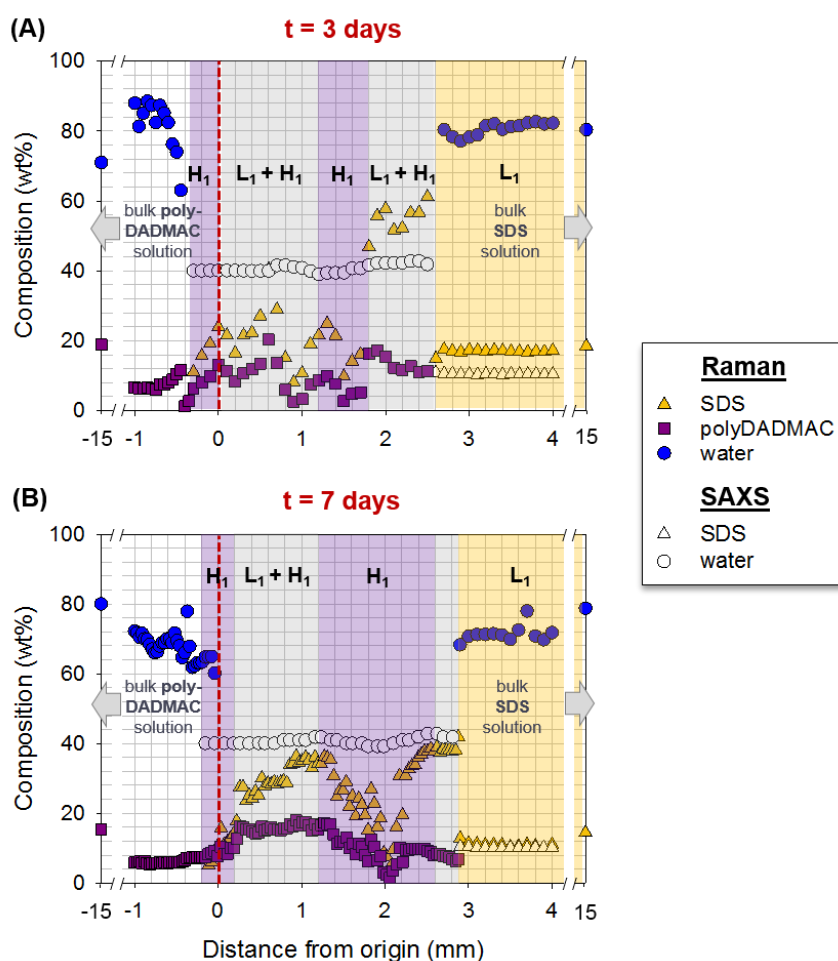 (A)
t = 3 days
100
80
60
40
20
0
Composition (wt%)
H1
L1 + H1
H1
L1 + H1
L1
bulk poly-
DADMAC
solution
bulk
SDS
solution
-15
-1
0
1
2
3
4
15
(B)
t = 7 days
100
80
60
40
20
0
Composition (wt%)
H1
L1 + H1
H1
L1
bulk poly-
DADMAC
solution
bulk
SDS
solution
-15
-1
0
1
2
3
4
15
Distance from origin (mm)
Raman
SDS
polyDADMAC
water
SAXS
SDS
water